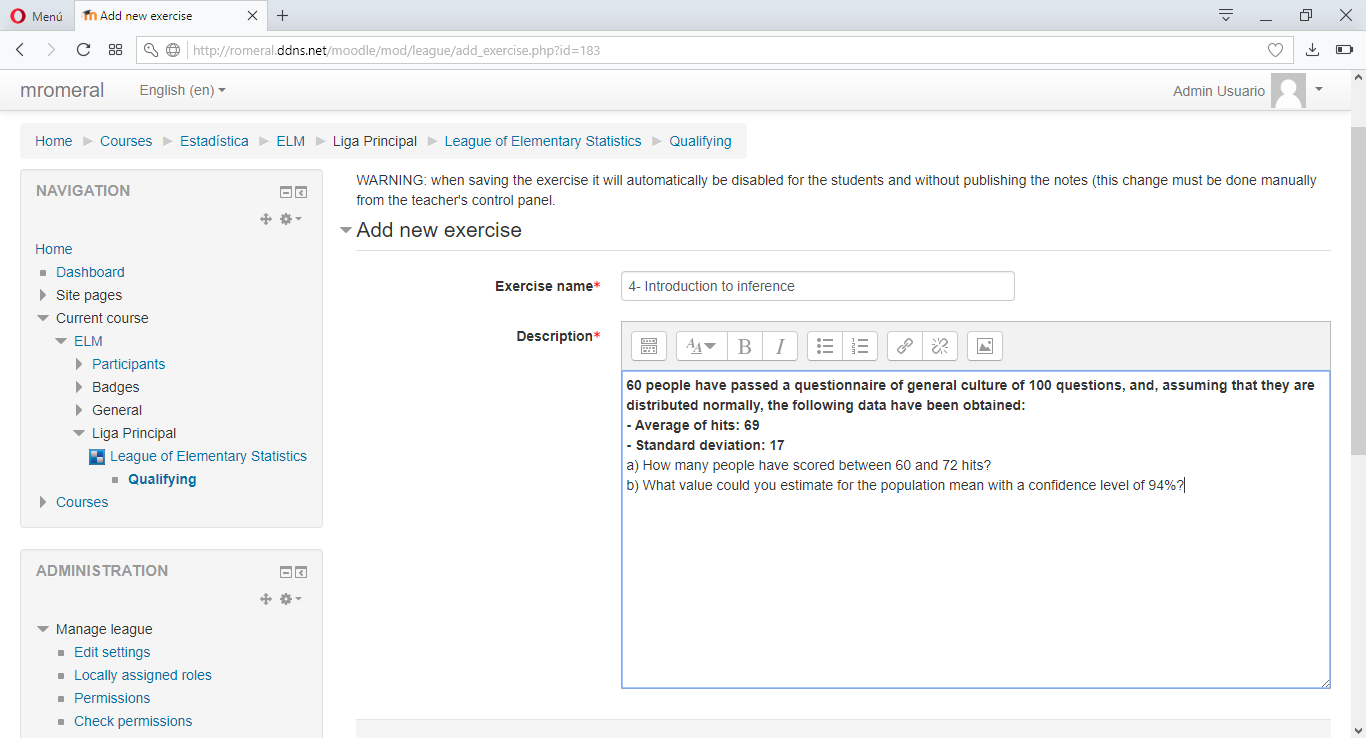 Menú
Add new exercise
http://romeral.ddns.net/moodle/mod/league/add_exercise.php?id=183
mromeral
English (en)
Admin Usuario
Home
Courses
Estadística
ELM
Liga Principal
League of Elementary Statistics
Qualifying
NAVIGATION
Home
Dashboard
Site pages
Current course
ELM
Participants
Badges
General
Liga Principal
League of Elementary Statistics
Qualifying
Courses
ADMINISTRATION
Manage league
Edit settings
Locally assigned roles
Permissions
Check permissions
WARNING: when saving the exercise it will automatically be disabled for the students and without publishing the notes (this change must be done manually
from the teacher's control panel.
Add new exercise
Exercise name*
4- Introduction to inference
Description*
60 people have passed a questionnaire of general culture of 100 questions, and, assuming that they are
distributed normally, the following data have been obtained:
- Average of hits: 69
- Standard deviation: 17
a) How many people have scored between 60 and 72 hits?
b) What value could you estimate for the population mean with a confidence level of 94%?